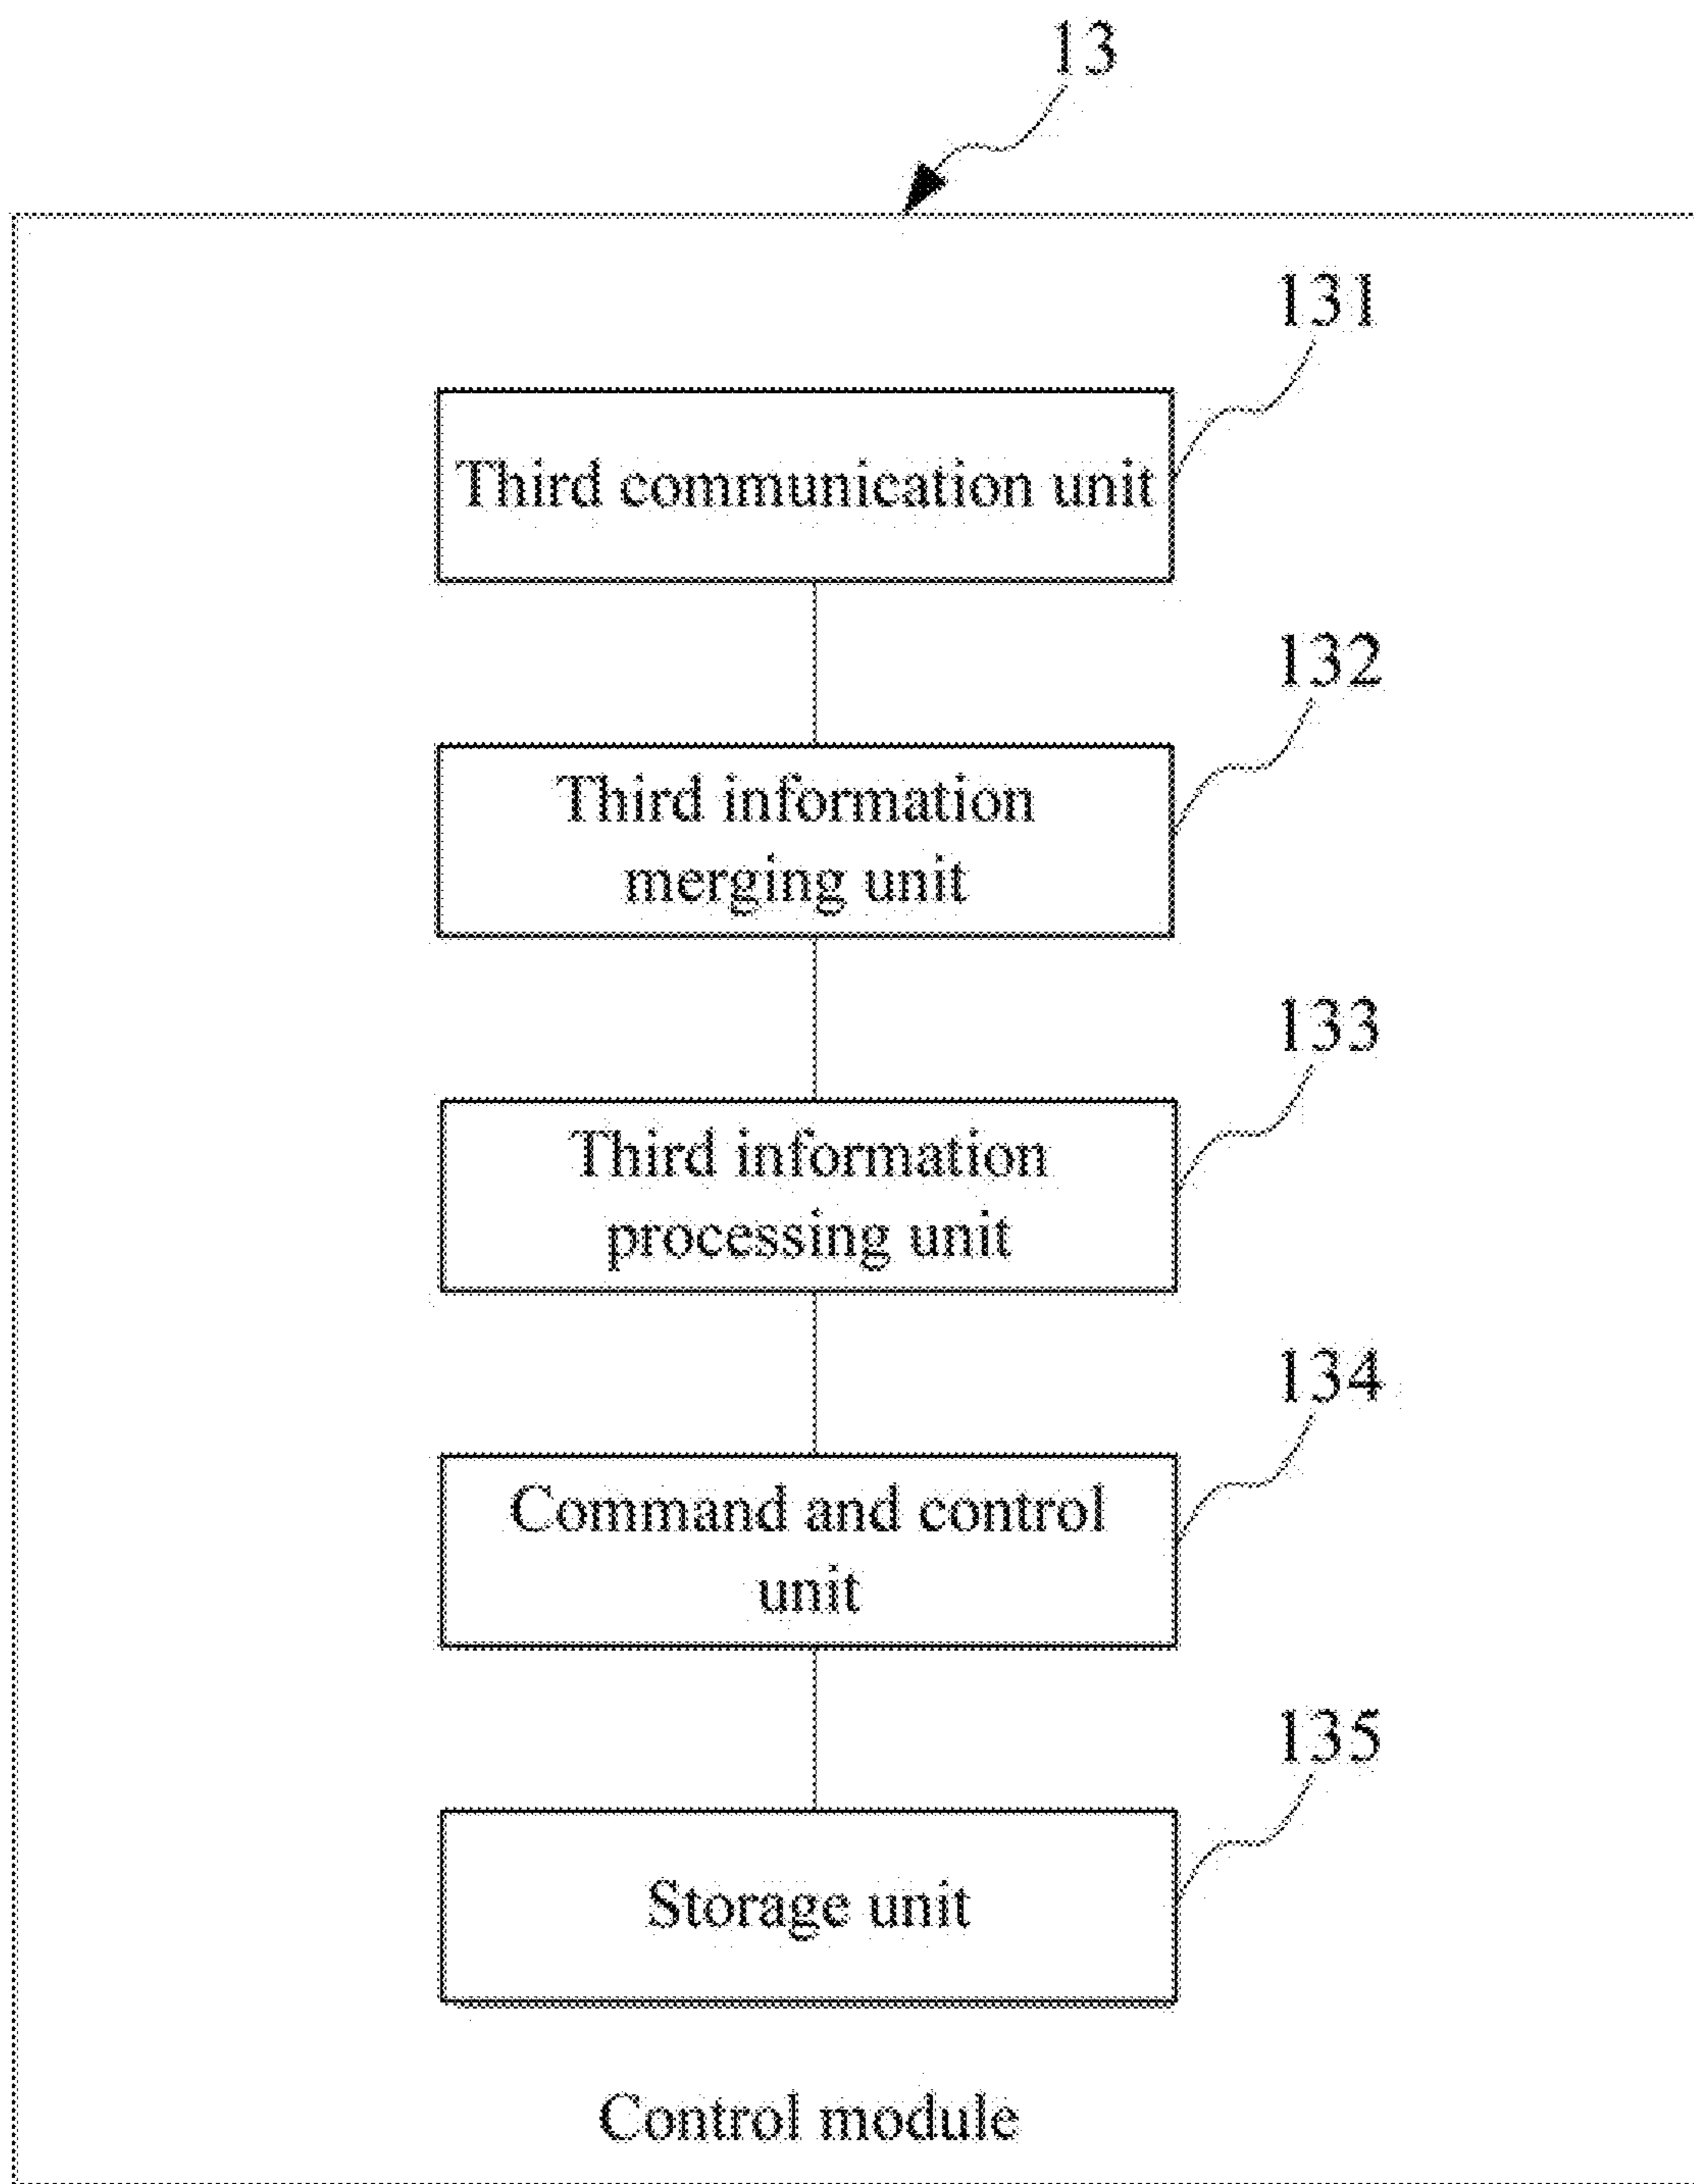 13
131
Third communication unit
132
Third information
merging unit
133
Third information
processing unit
134
Command and control
unit
135
Storage unit
Control module